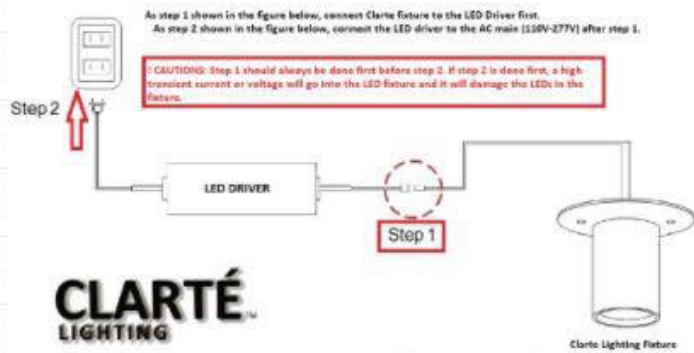 As step 1 shown in the figure below, connect Clarte fixture to the LED Driver first.
As step 2 shown in the figure below, connect the LED driver to the AC main (110V-277V) after step 1.
! CAUTIONS: Step 1 should always be done first before step 2. If step 2 is done first, a high
transient current or voltage will go into the LED fixture and it will damage the LEDs in the
fixture.
Step 2
LED DRIVER
Step 1
CLARTÉ™
LIGHTING
Clarte Lighting Fixture